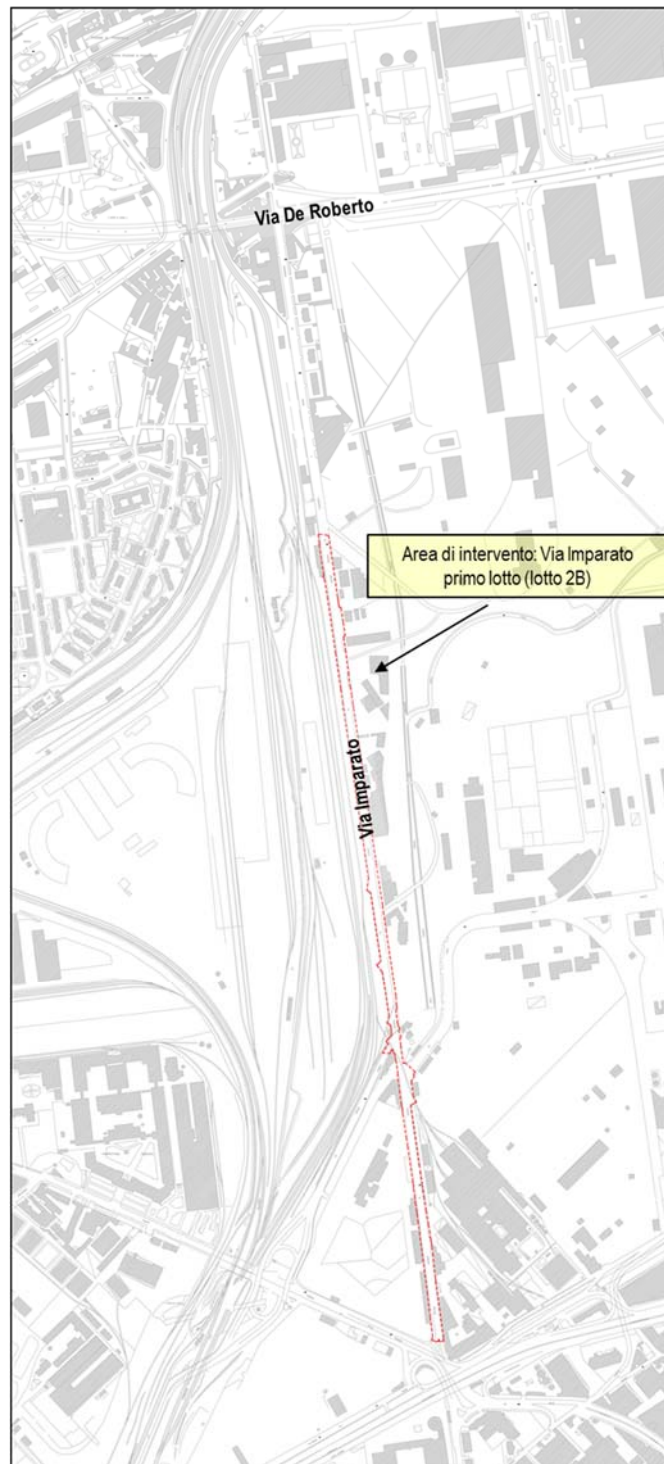 Via De Roberto
Area di intervento: Via Imparato
primo lotto (lotto 2B)
Via Imparato